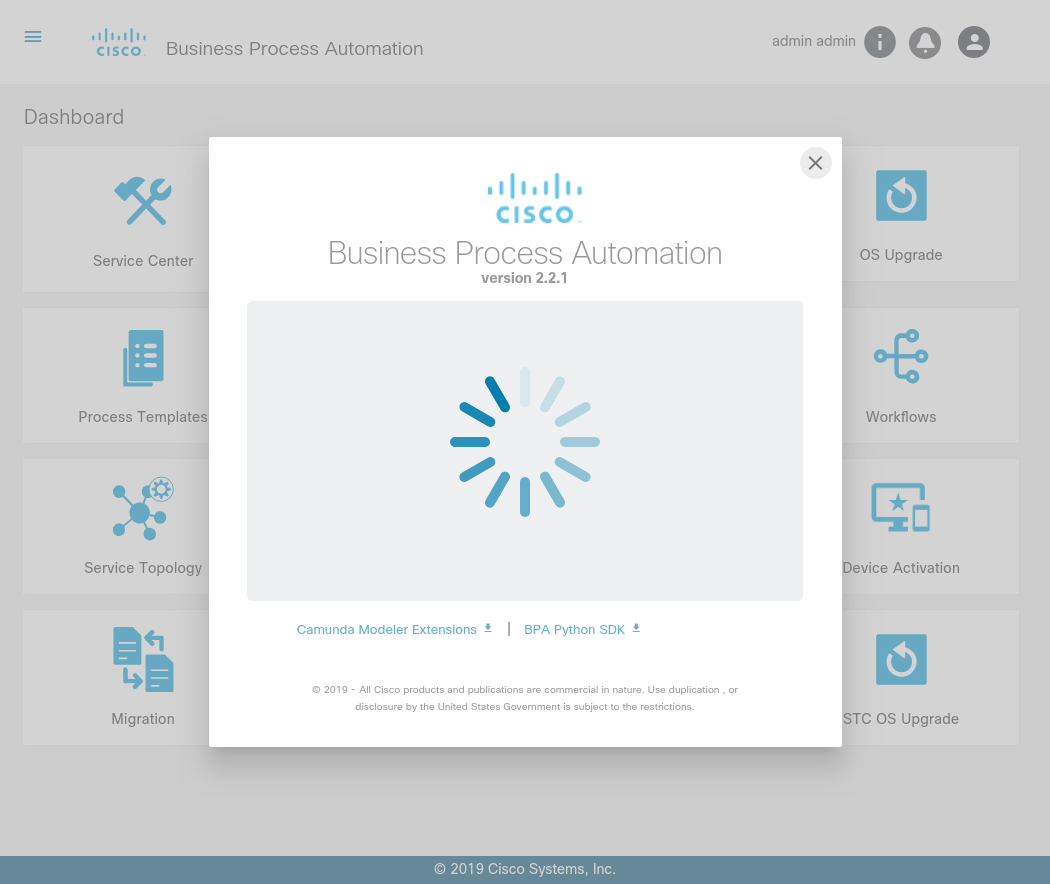 CISCO
Business Process Automation
admin admin
Dashboard
Service Center
OS Upgrade
Process Templates
Workflows
Service Topology
Device Activation
Migration
STC OS Upgrade
CISCO
Business Process Automation
version 2.2.1
Camunda Modeler Extensions | BPA Python SDK
© 2019 - All Cisco products and publications are commercial in nature. Use duplication , or
disclosure by the United States Government is subject to the restrictions.
© 2019 Cisco Systems, Inc.